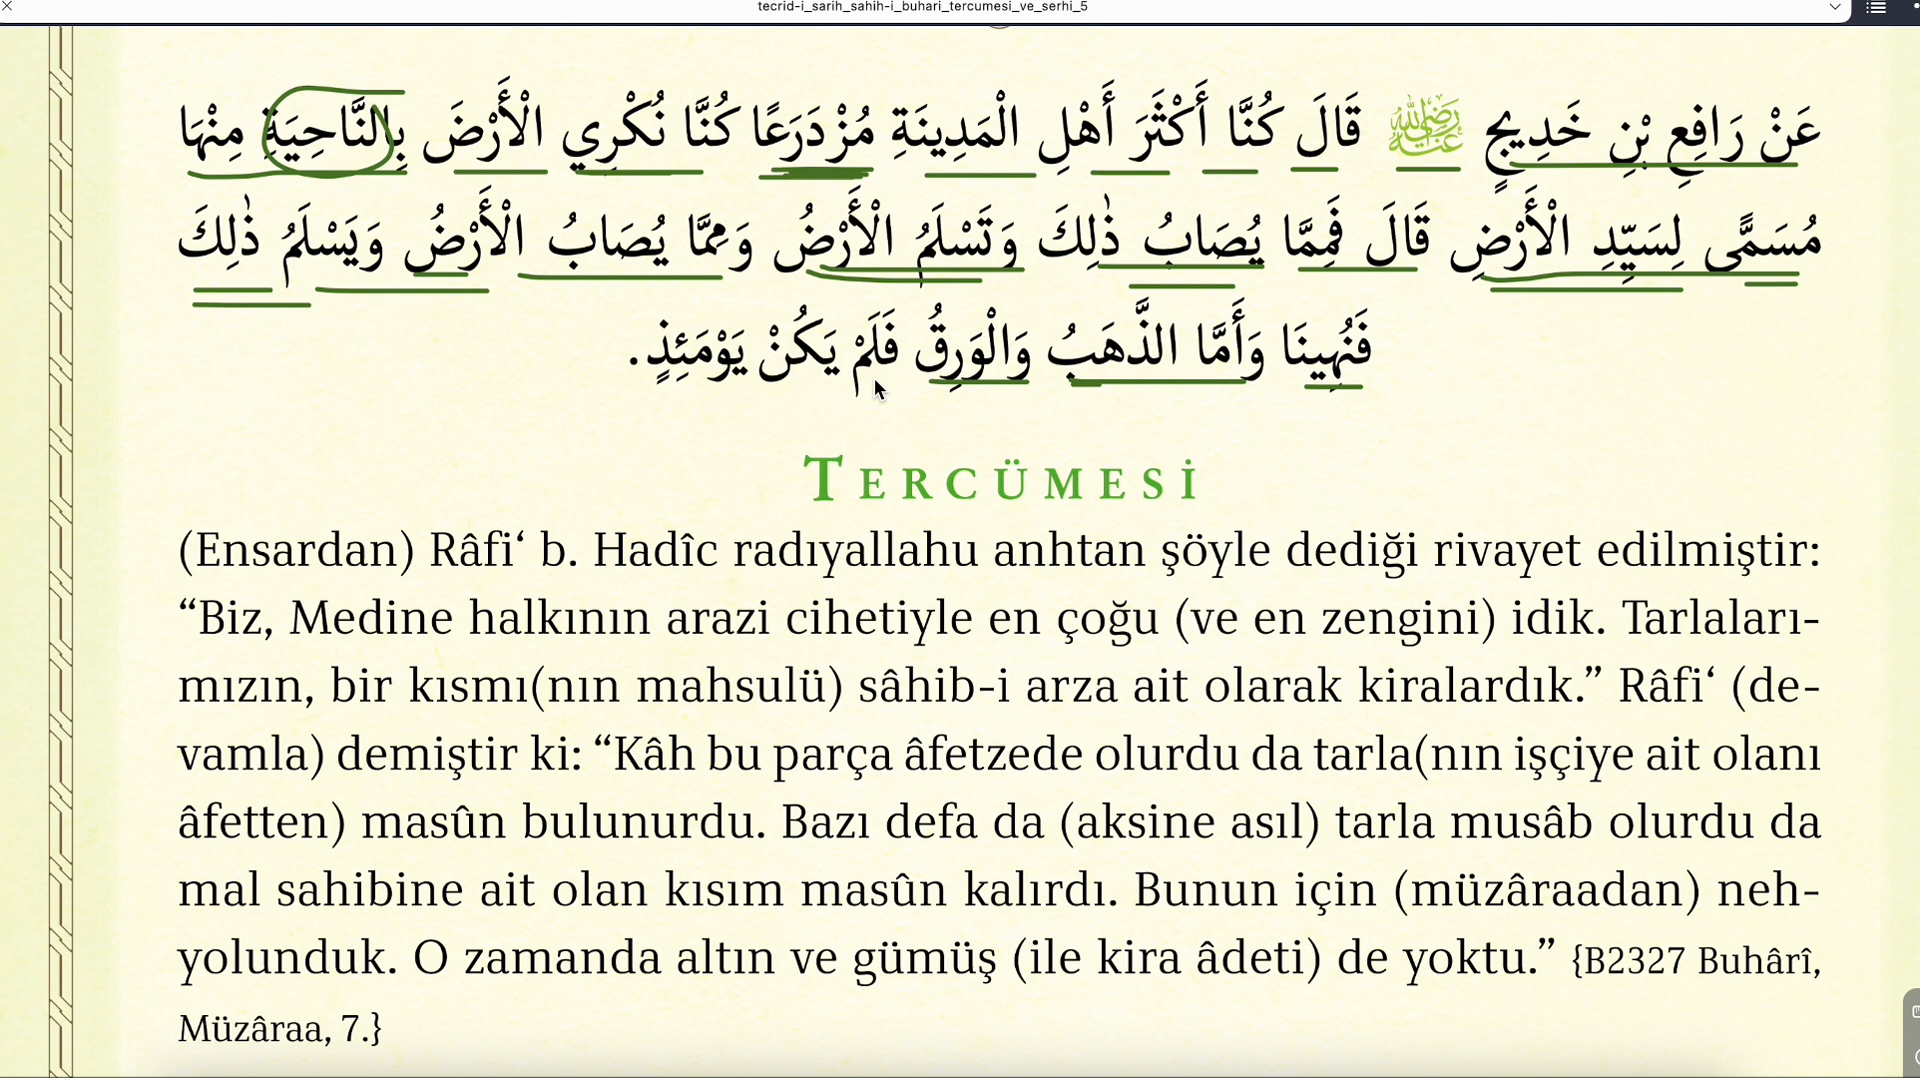 tecrid-i_sarih_sahih-i_buhari_tercumesi_ve_serhi_5
عَنْ رَافِعِ بْنِ خَدِيجٍ رَضِيَ اللّٰهُ عَنْهُ قَالَ كُنَّا أَكْثَرَ أَهْلِ الْمَدِينَةِ مُزْدَرَعًا كُنَّا نُكْرِي الْأَرْضَ بِالنَّاحِيَةِ مِنْهَا
مُسَمًّى لِسَيِّدِ الْأَرْضِ قَالَ فَمِمَّا يُصَابُ ذٰلِكَ وَتَسْلَمُ الْأَرْضُ وَمِمَّا يُصَابُ الْأَرْضُ وَيَسْلَمُ ذٰلِكَ
فَنُهِينَا وَأَمَّا الذَّهَبُ وَالْوَرِقُ فَلَمْ يَكُنْ يَوْمَئِذٍ.
TERCÜMESİ
(Ensardan) Râfi‘ b. Hadîc radıyallahu anhtan şöyle dediği rivayet edilmiştir:
“Biz, Medine halkının arazi cihetiyle en çoğu (ve en zengini) idik. Tarlaları-
mızın, bir kısmı(nın mahsulü) sâhib-i arza ait olarak kiralardık.” Râfi‘ (de-
vamla) demiştir ki: “Kâh bu parça âfetzede olurdu da tarla(nın işçiye ait olanı
âfetten) masûn bulunurdu. Bazı defa da (aksine asıl) tarla musâb olurdu da
mal sahibine ait olan kısım masûn kalırdı. Bunun için (müzâraadan) neh-
yolunduk. O zamanda altın ve gümüş (ile kira âdeti) de yoktu.” {B2327 Buhârî,
Müzâraa, 7.}